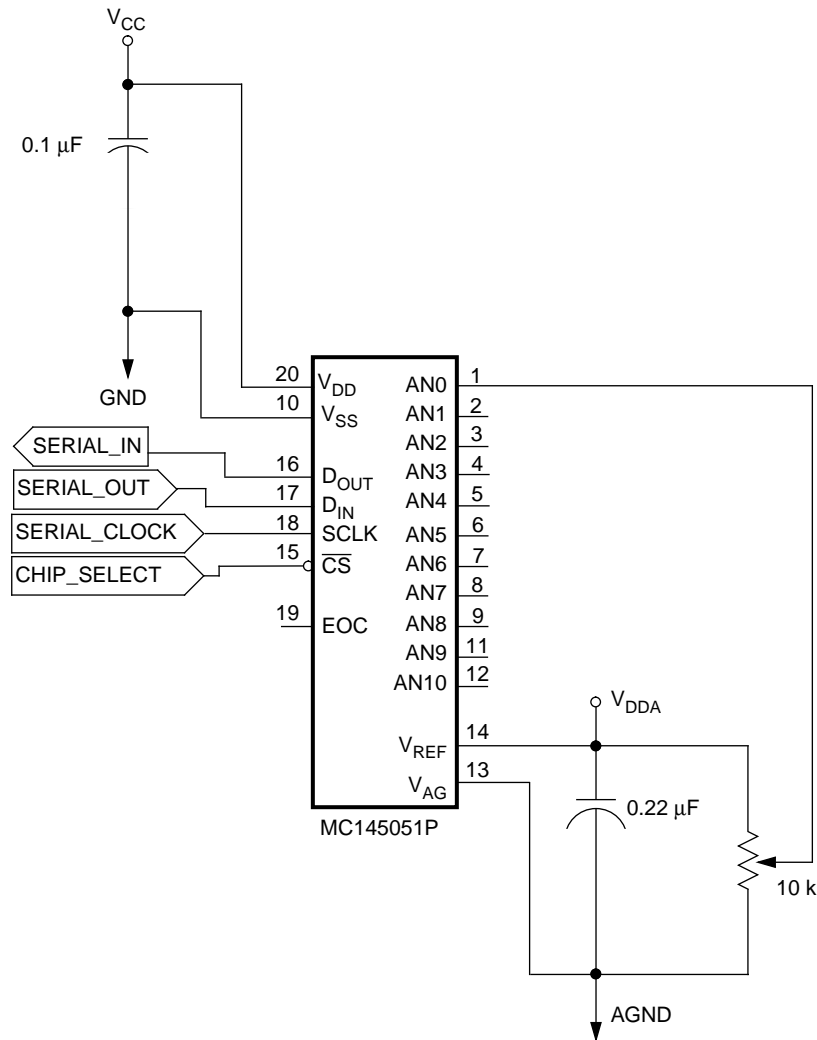 VCC
0.1 μF
GND
20 VDD
10 VSS
SERIAL_IN 16 DOUT
SERIAL_OUT 17 DIN
SERIAL_CLOCK 18 SCLK
CHIP_SELECT 15 C̅S̅
19 EOC
AN0 1
AN1 2
AN2 3
AN3 4
AN4 5
AN5 6
AN6 7
AN7 8
AN8 9
AN9 11
AN10 12
VREF 14
VAG 13
MC145051P
VDDA
0.22 μF
10 k
AGND